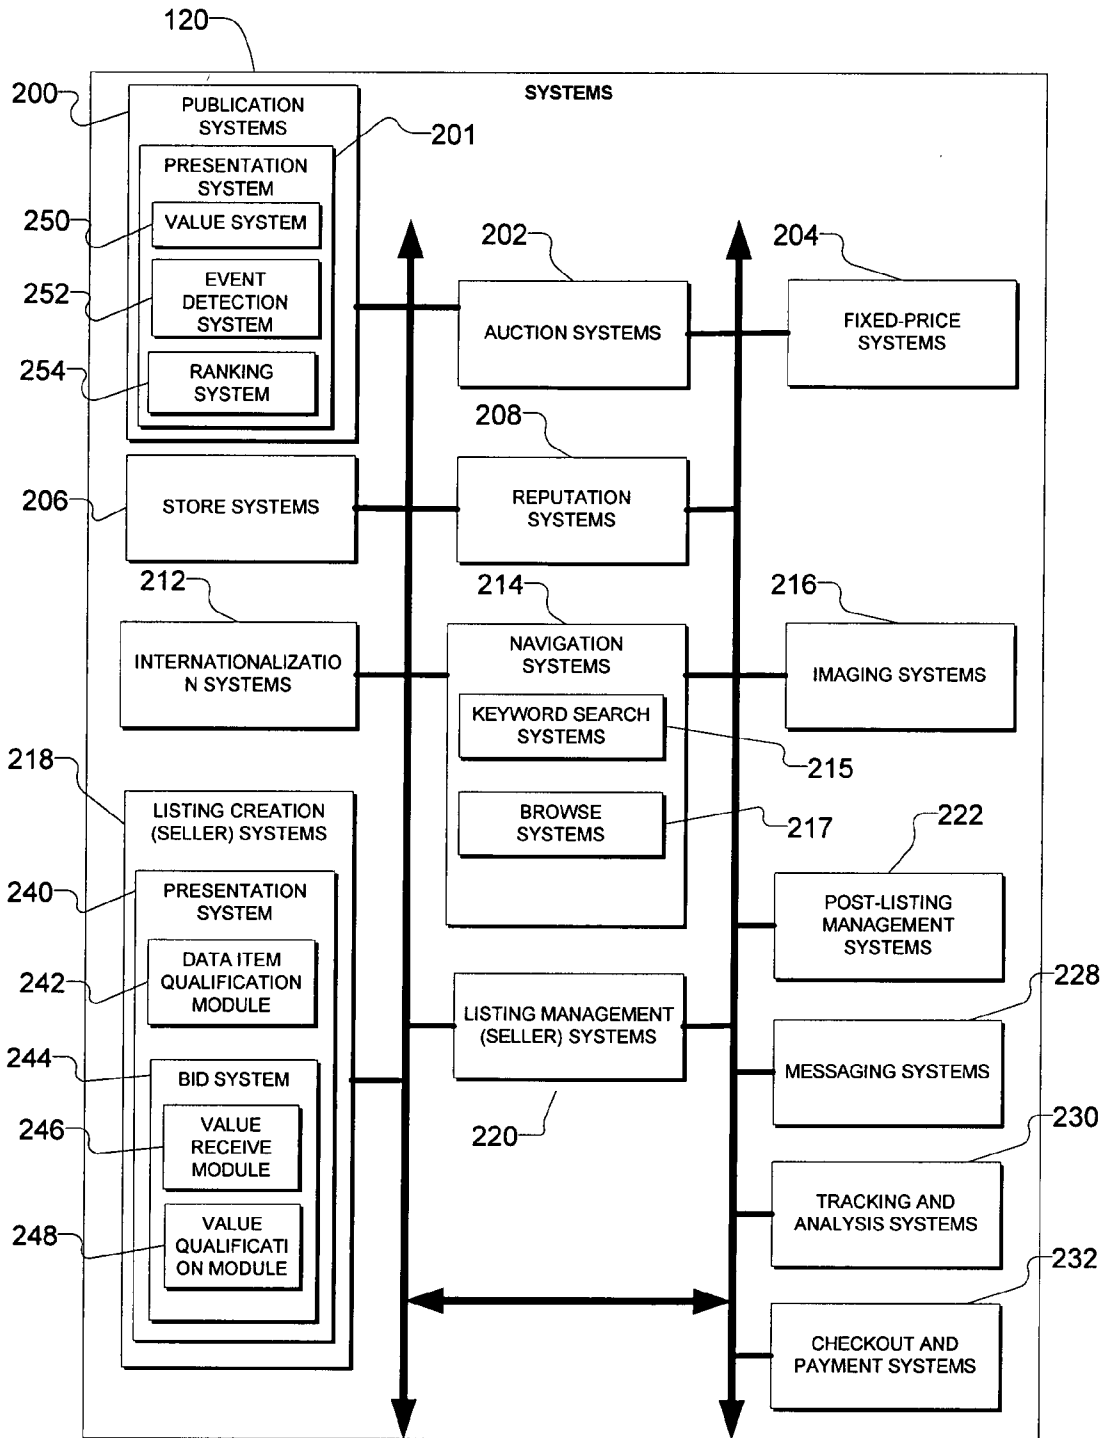 120
SYSTEMS
200
PUBLICATION
SYSTEMS
201
PRESENTATION
SYSTEM
250
VALUE SYSTEM
252
EVENT
DETECTION
SYSTEM
254
RANKING
SYSTEM
202
AUCTION SYSTEMS
204
FIXED-PRICE
SYSTEMS
206
STORE SYSTEMS
208
REPUTATION
SYSTEMS
212
INTERNATIONALIZATIO
N SYSTEMS
214
NAVIGATION
SYSTEMS
KEYWORD SEARCH
SYSTEMS
215
BROWSE
SYSTEMS
217
216
IMAGING SYSTEMS
218
LISTING CREATION
(SELLER) SYSTEMS
240
PRESENTATION
SYSTEM
242
DATA ITEM
QUALIFICATION
MODULE
244
BID SYSTEM
246
VALUE
RECEIVE
MODULE
248
VALUE
QUALIFICATI
ON MODULE
LISTING MANAGEMENT
(SELLER) SYSTEMS
220
222
POST-LISTING
MANAGEMENT
SYSTEMS
228
MESSAGING SYSTEMS
230
TRACKING AND
ANALYSIS SYSTEMS
232
CHECKOUT AND
PAYMENT SYSTEMS